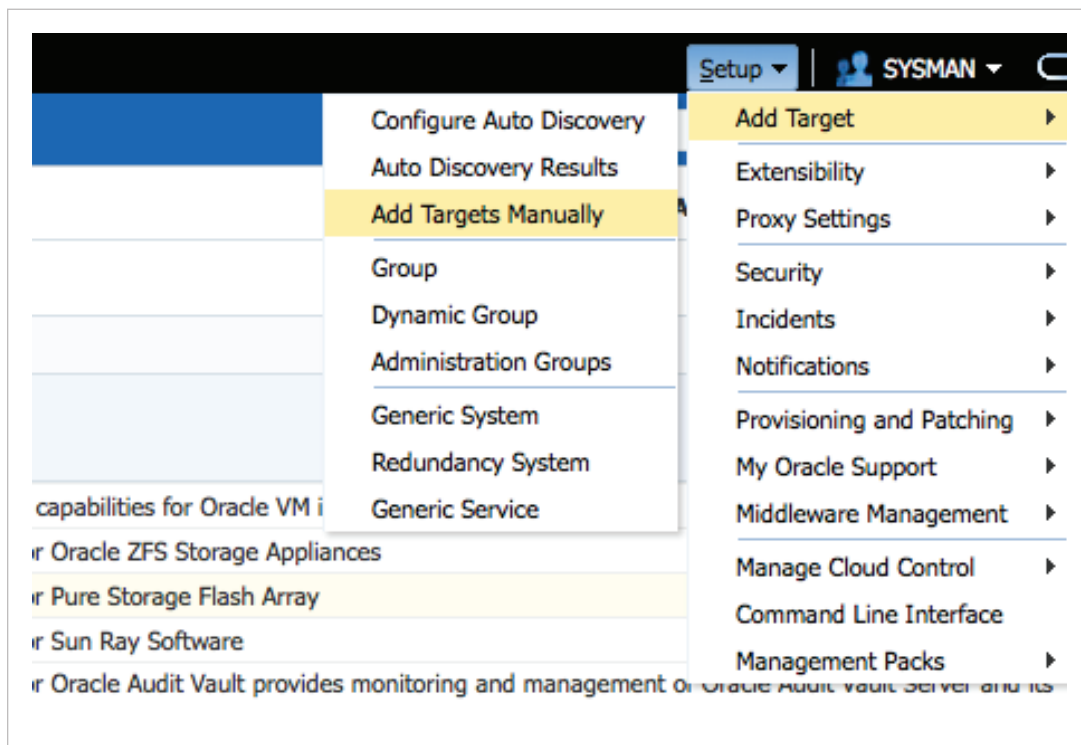 Setup SYSMAN
Configure Auto Discovery
Auto Discovery Results
Add Targets Manually
Group
Dynamic Group
Administration Groups
Generic System
Redundancy System
Generic Service
Add Target
Extensibility
Proxy Settings
Security
Incidents
Notifications
Provisioning and Patching
My Oracle Support
Middleware Management
Manage Cloud Control
Command Line Interface
Management Packs
capabilities for Oracle VM i
r Oracle ZFS Storage Appliances
r Pure Storage Flash Array
r Sun Ray Software
r Oracle Audit Vault provides monitoring and management of Oracle Audit Vault Server and its